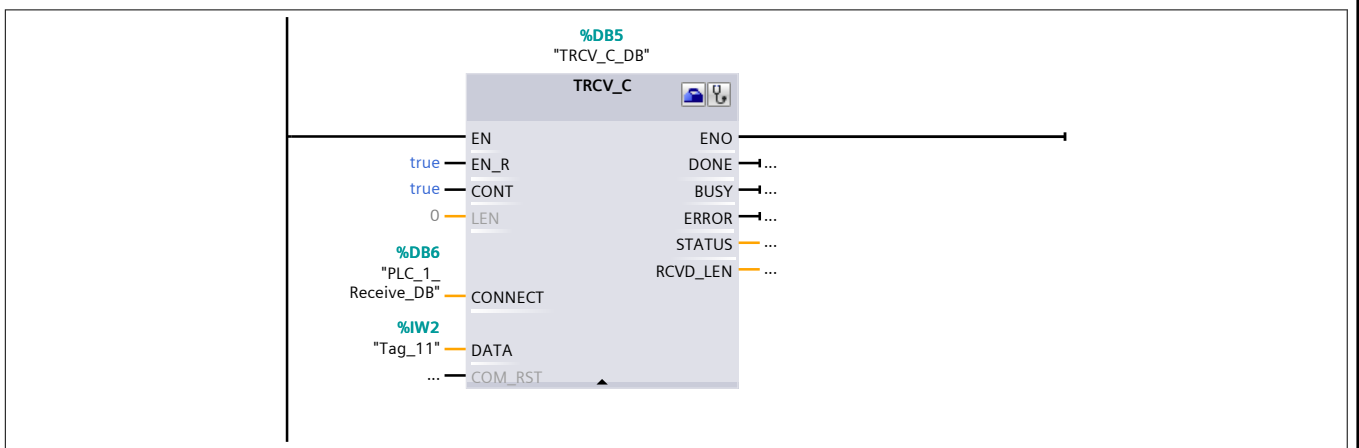 %DB5
"TRCV_C_DB"
TRCV_C
EN ENO
true EN_R DONE ...
true CONT BUSY ...
0 LEN ERROR ...
STATUS ...
%DB6
"PLC_1_
RCVD_LEN ...
Receive_DB" CONNECT
%IW2
"Tag_11" DATA
... COM_RST